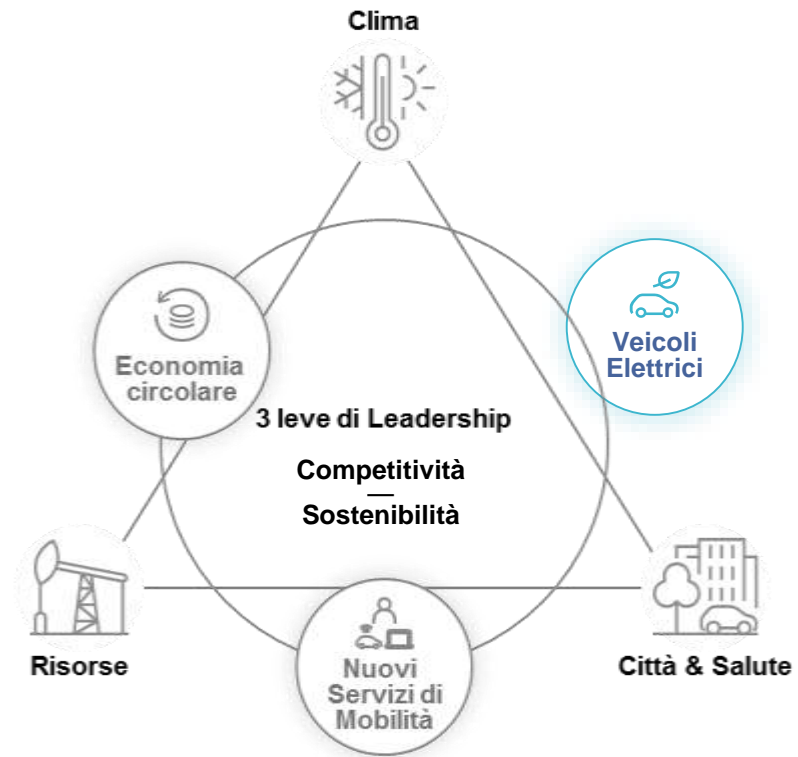 Clima
Veicoli
Elettrici
Economia
circolare
3 leve di Leadership
Competitività
Sostenibilità
Risorse
Città & Salute
Nuovi
Servizi di
Mobilità